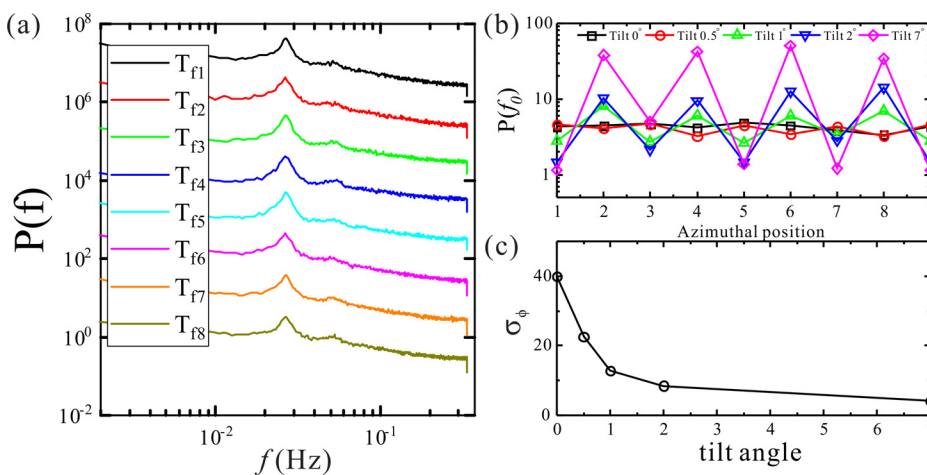 (a)
P(f)
10^8
10^6
10^4
10^2
10^0
10^-2
T_f1
T_f2
T_f3
T_f4
T_f5
T_f6
T_f7
T_f8
10^-2 10^-1
f (Hz)
(b)
P(f_0)
100
10
1
Tilt 0° Tilt 0.5° Tilt 1° Tilt 2° Tilt 7°
1 2 3 4 5 6 7 8
Azimuthal position
(c)
σ_ϕ
40
20
0
0 1 2 3 4 5 6 7
tilt angle